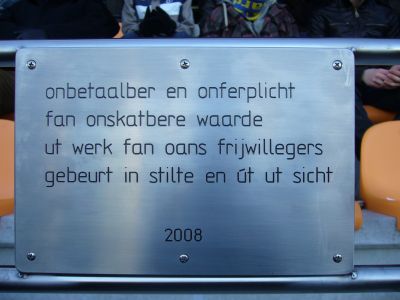 onbetaalber en onferplicht
fan onskatbere waarde
ut werk fan oans frijwillegers
gebeurt in stilte en út ut sicht
2008